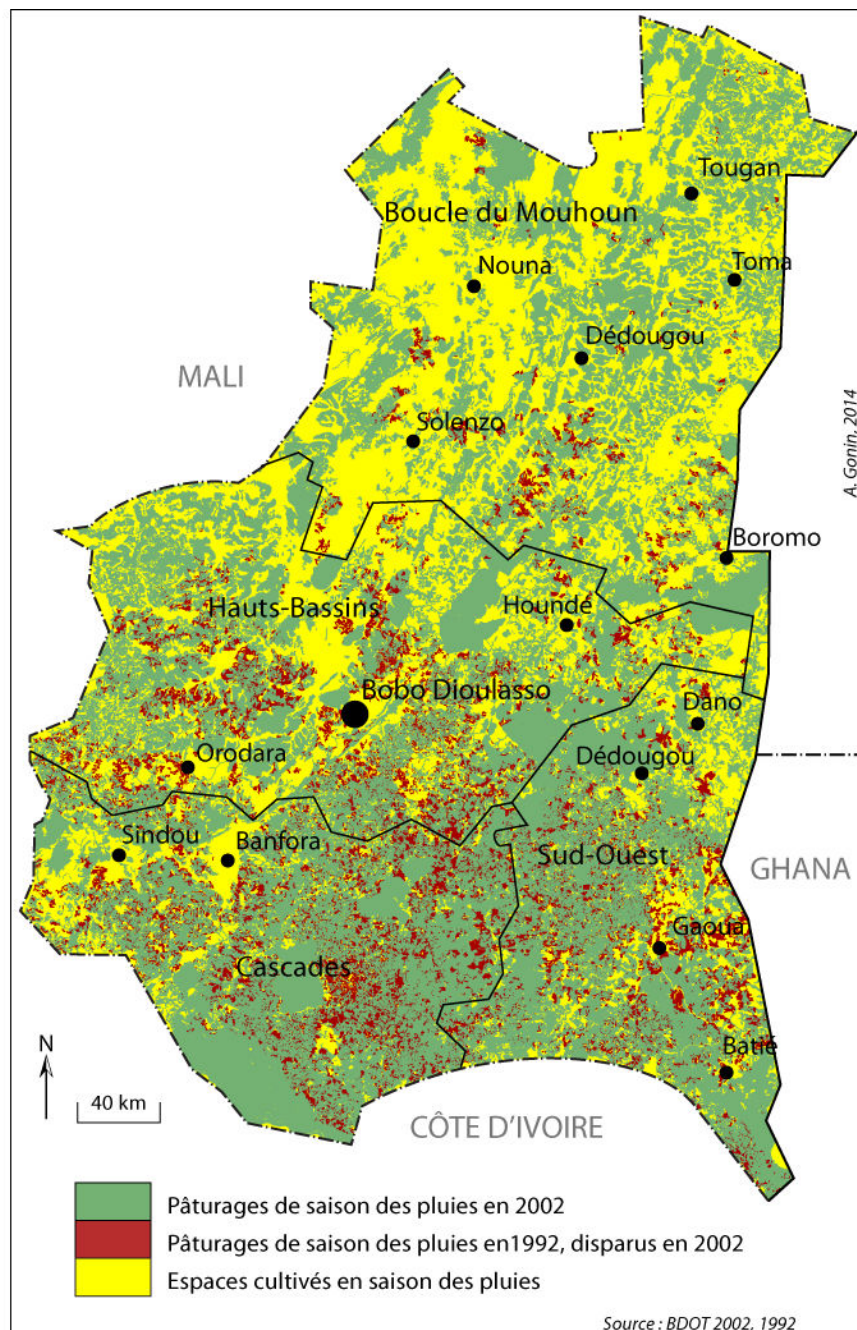 Tougan
Boucle du Mouhoun
Nouna
Toma
Dédougou
MALI
A. Gonin, 2014
Solenzo
Boromo
Hauts-Bassins
Houndé
Bobo Dioulasso
Dano
Orodara
Dédougou
Sindou
Banfora
Sud-Ouest
GHANA
Gaoua
Cascades
N
Batié
40 km
CÔTE D'IVOIRE
Pâturages de saison des pluies en 2002
Pâturages de saison des pluies en1992, disparus en 2002
Espaces cultivés en saison des pluies
Source : BDOT 2002, 1992